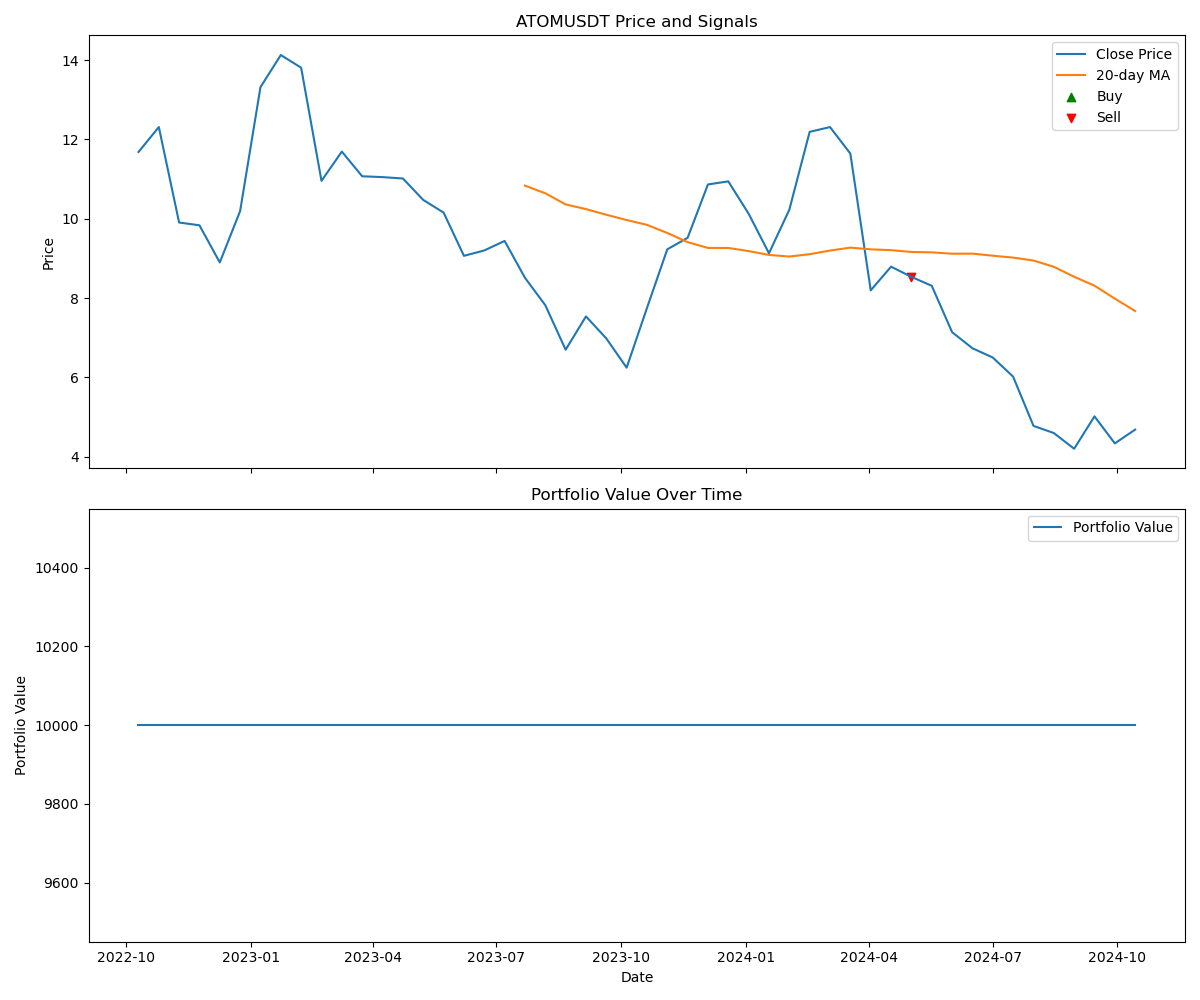 ATOMUSDT Price and Signals
Price
14
12
10
8
6
4
Close Price
20-day MA
Buy
Sell
Portfolio Value Over Time
Portfolio Value
10400
10200
10000
9800
9600
Portfolio Value
2022-10 2023-01 2023-04 2023-07 2023-10 2024-01 2024-04 2024-07 2024-10
Date